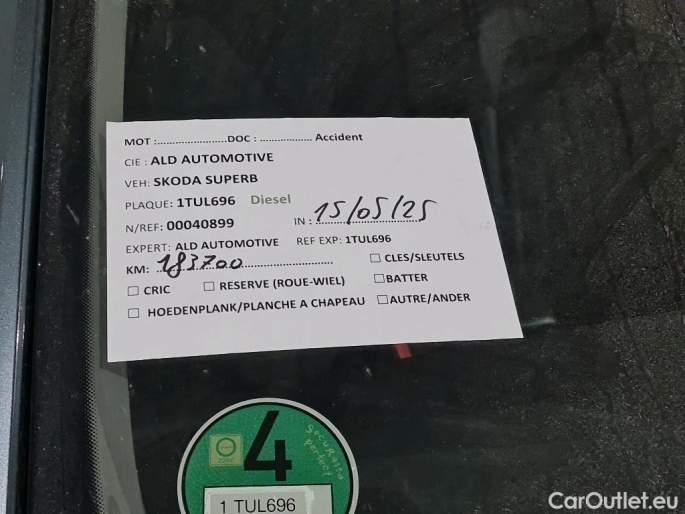 MOT :......................DOC : ................... Accident
CIE : ALD AUTOMOTIVE
VEH: SKODA SUPERB
PLAQUE: 1TUL696 Diesel
N/REF: 00040899 IN : 15/05/25
EXPERT: ALD AUTOMOTIVE REF EXP: 1TUL696
KM: 183700 ☐ CLES/SLEUTELS
☐ CRIC ☐ RESERVE (ROUE-WIEL) ☐BATTER
☐ HOEDENPLANK/PLANCHE A CHAPEAU ☐AUTRE/ANDER
4
Securitas
perfect
1 TUL696
CarOutlet.eu